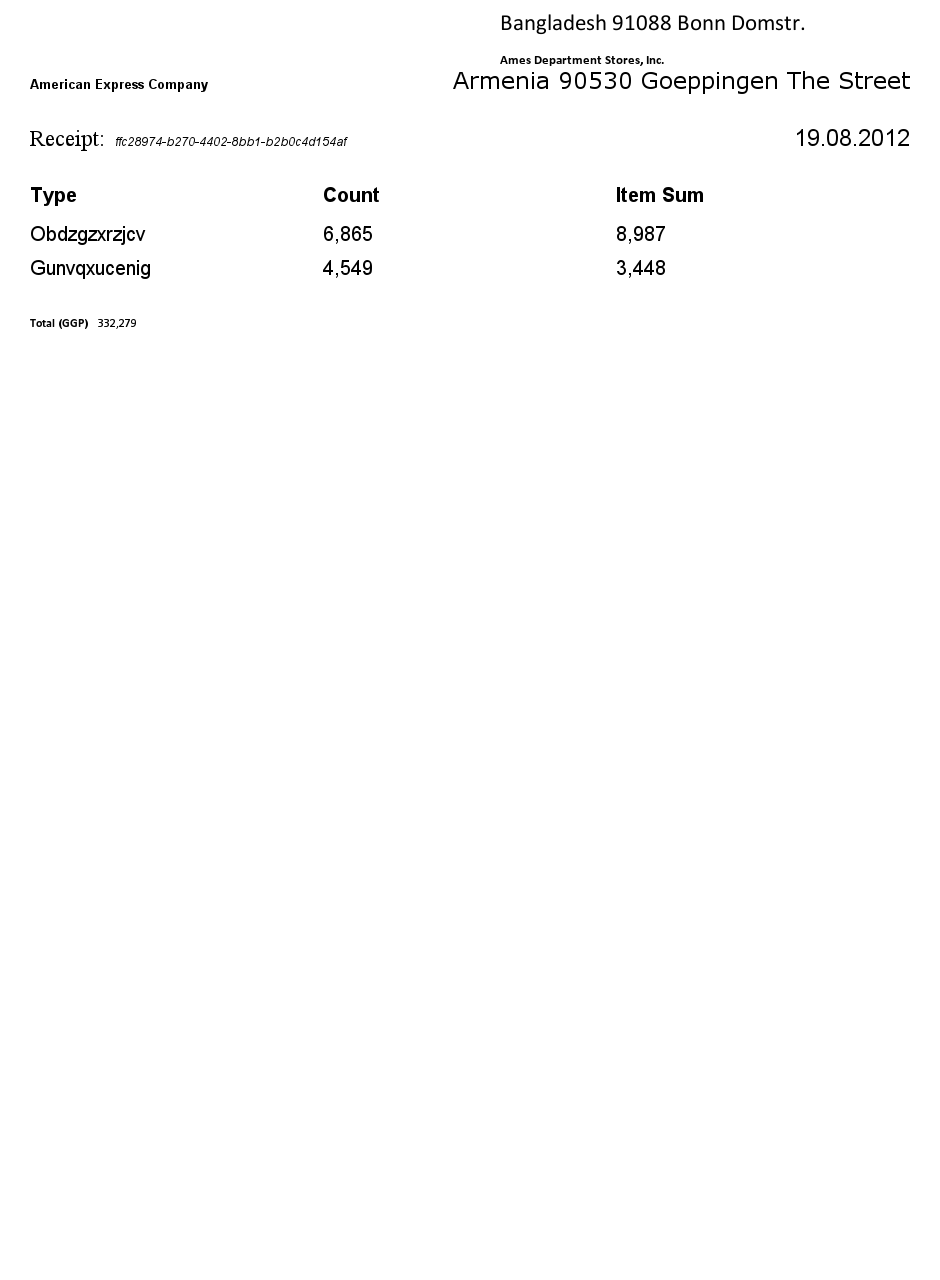 Bangladesh 91088 Bonn Domstr.
Ames Department Stores, Inc.
American Express Company Armenia 90530 Goeppingen The Street
Receipt: ffc28974-b270-4402-8bb1-b2b0c4d154af 19.08.2012
Type Count Item Sum
Obdzgzxrzjcv 6,865 8,987
Gunvqxucenig 4,549 3,448
Total (GGP) 332,279